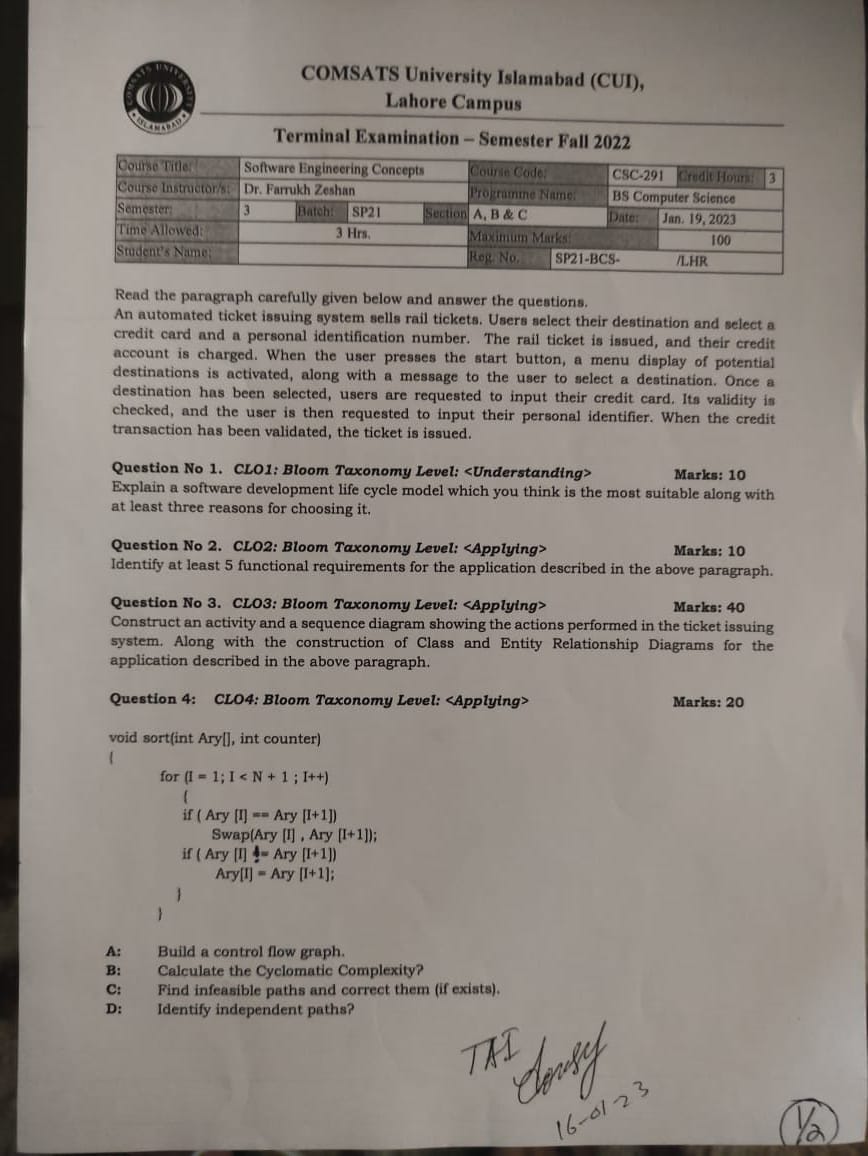 COMSATS UNIVERSITY
ISLAMABAD
COMSATS University Islamabad (CUI),
Lahore Campus
Terminal Examination – Semester Fall 2022
Course Title: Software Engineering Concepts Course Code: CSC-291 Credit Hours: 3
Course Instructor/s: Dr. Farrukh Zeshan Programme Name: BS Computer Science
Semester: 3 Batch: SP21 Section A, B & C Date: Jan. 19, 2023
Time Allowed: 3 Hrs. Maximum Marks: 100
Student's Name: Reg. No. SP21-BCS- /LHR
Read the paragraph carefully given below and answer the questions.
An automated ticket issuing system sells rail tickets. Users select their destination and select a
credit card and a personal identification number. The rail ticket is issued, and their credit
account is charged. When the user presses the start button, a menu display of potential
destinations is activated, along with a message to the user to select a destination. Once a
destination has been selected, users are requested to input their credit card. Its validity is
checked, and the user is then requested to input their personal identifier. When the credit
transaction has been validated, the ticket is issued.
Question No 1. CLO1: Bloom Taxonomy Level: <Understanding> Marks: 10
Explain a software development life cycle model which you think is the most suitable along with
at least three reasons for choosing it.
Question No 2. CLO2: Bloom Taxonomy Level: <Applying> Marks: 10
Identify at least 5 functional requirements for the application described in the above paragraph.
Question No 3. CLO3: Bloom Taxonomy Level: <Applying> Marks: 40
Construct an activity and a sequence diagram showing the actions performed in the ticket issuing
system. Along with the construction of Class and Entity Relationship Diagrams for the
application described in the above paragraph.
Question 4: CLO4: Bloom Taxonomy Level: <Applying> Marks: 20
void sort(int Ary[], int counter)
{
for (I = 1; I < N + 1 ; I++)
{
if ( Ary [I] == Ary [I+1])
Swap(Ary [I] , Ary [I+1]);
if ( Ary [I] != Ary [I+1])
Ary[I] = Ary [I+1];
}
}
A: Build a control flow graph.
B: Calculate the Cyclomatic Complexity?
C: Find infeasible paths and correct them (if exists).
D: Identify independent paths?
16-01-23
1/2